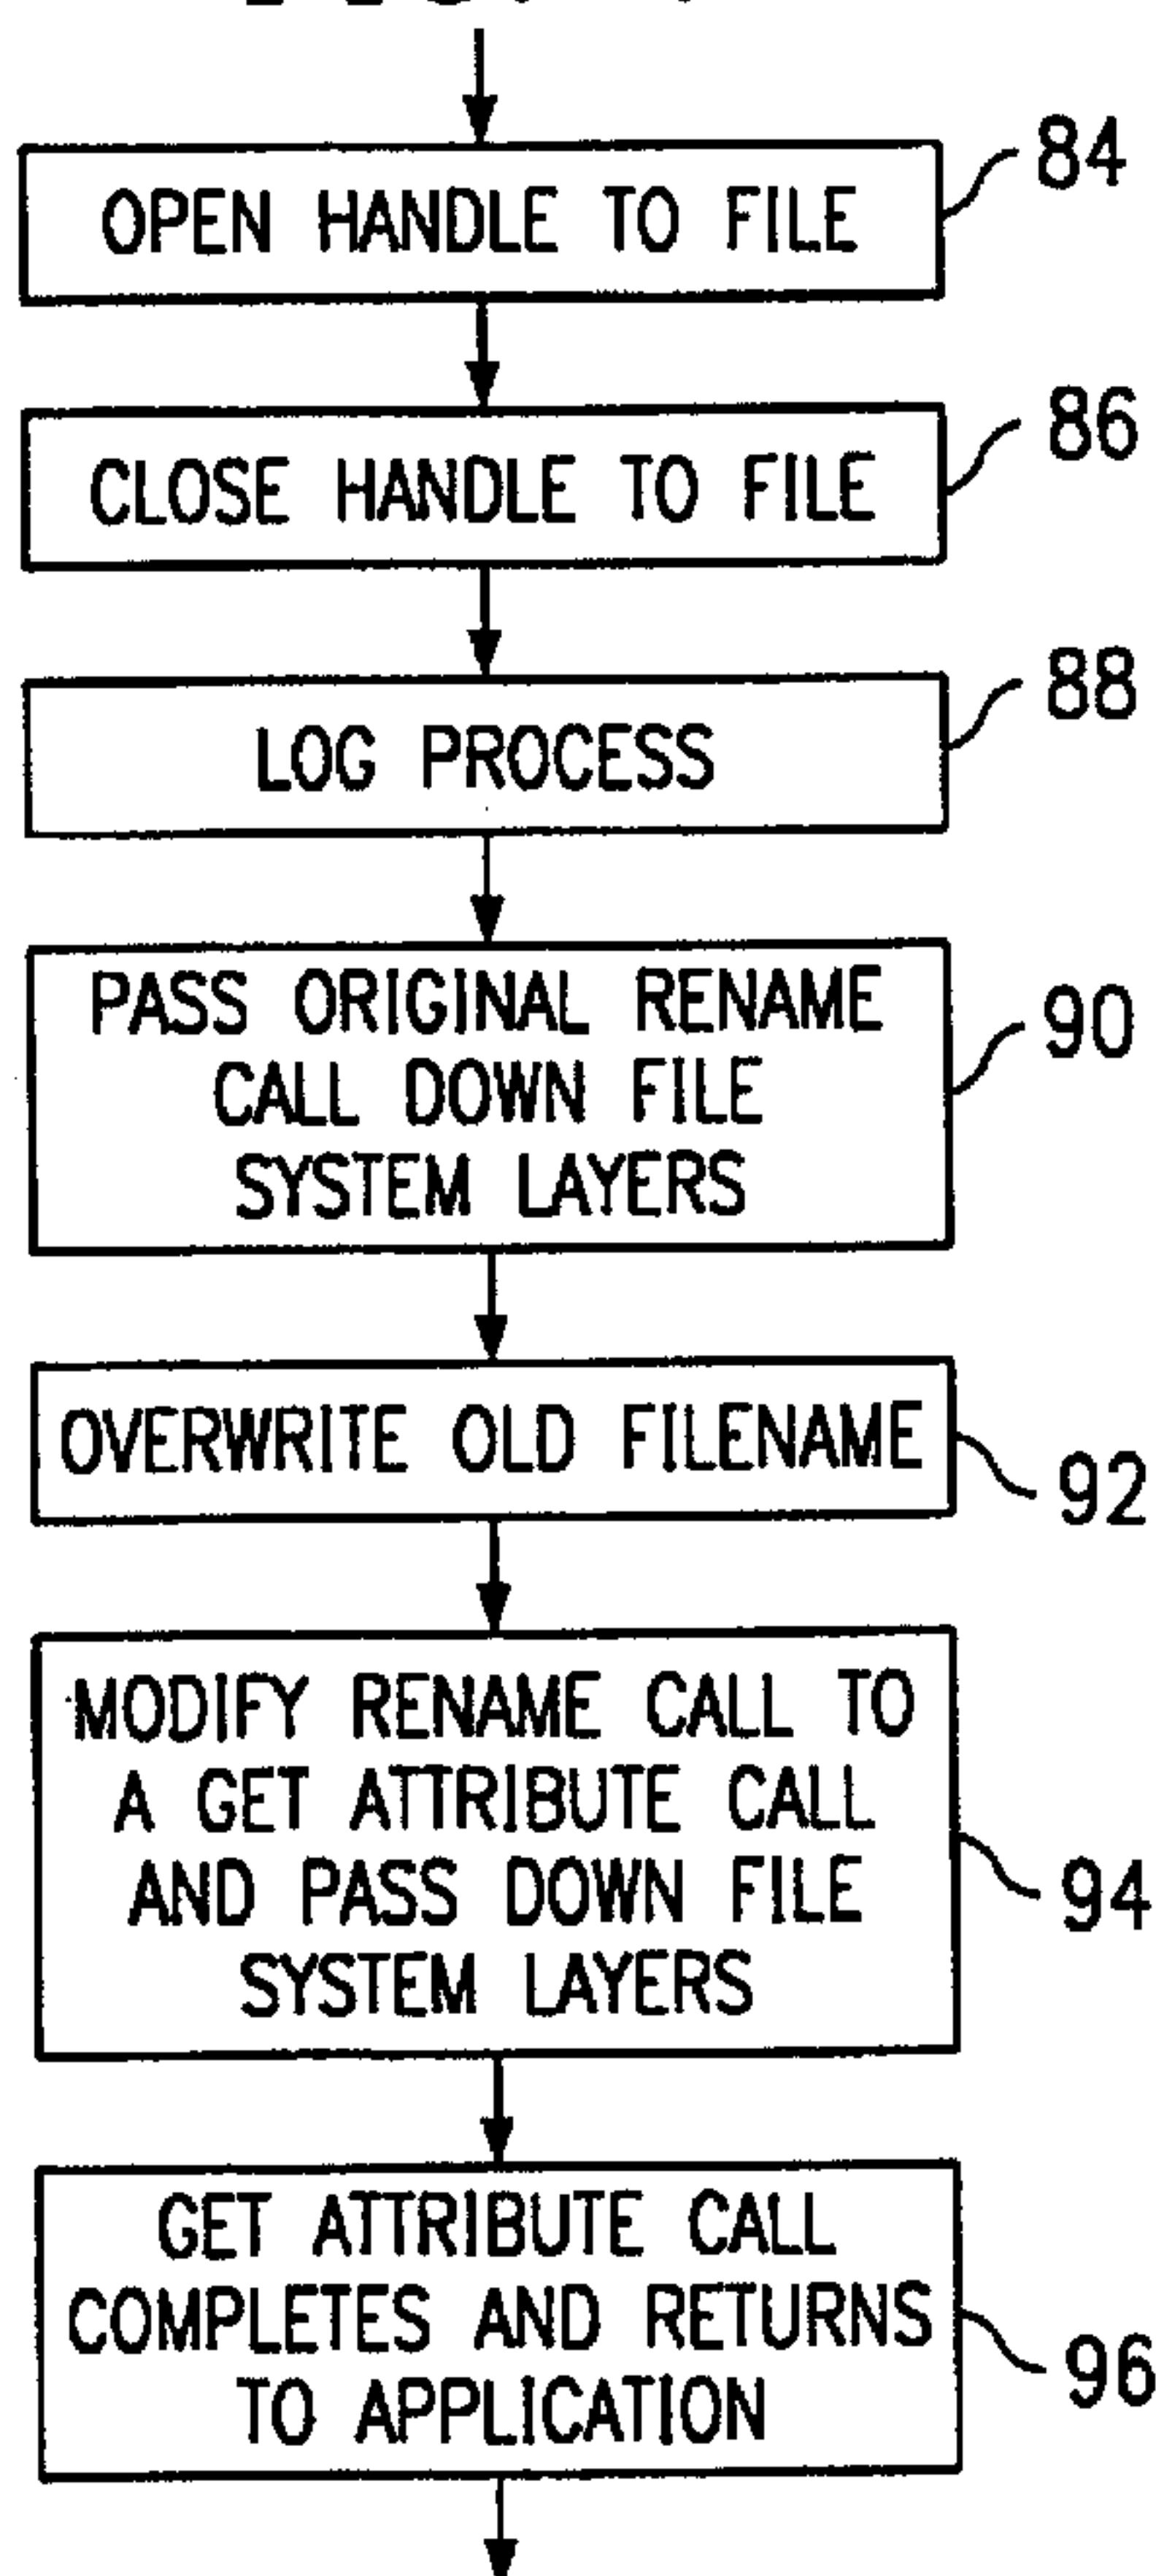 OPEN HANDLE TO FILE
84
CLOSE HANDLE TO FILE
86
LOG PROCESS
88
PASS ORIGINAL RENAME
CALL DOWN FILE
SYSTEM LAYERS
90
OVERWRITE OLD FILENAME
92
MODIFY RENAME CALL TO
A GET ATTRIBUTE CALL
AND PASS DOWN FILE
SYSTEM LAYERS
94
GET ATTRIBUTE CALL
COMPLETES AND RETURNS
TO APPLICATION
96